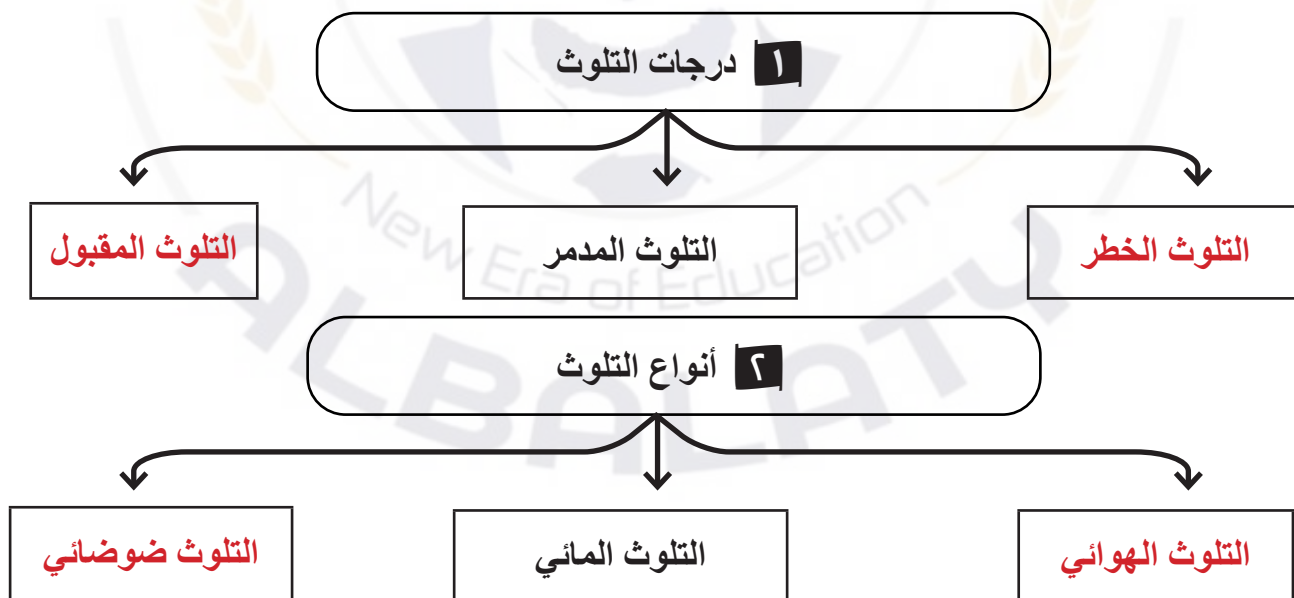 ١ درجات التلوث
التلوث الخطر
التلوث المدمر
التلوث المقبول
٢ أنواع التلوث
التلوث الهوائي
التلوث المائي
التلوث ضوضائي
New Era of Education
ALBALATY